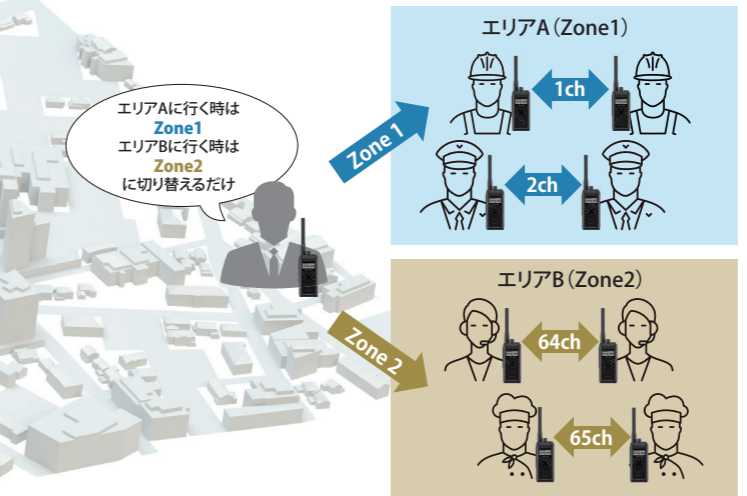 エリアAに行く時は
Zone1
エリアBに行く時は
Zone2
に切り替えるだけ
Zone 1
エリアA（Zone1）
1ch
2ch
Zone 2
エリアB（Zone2）
64ch
65ch